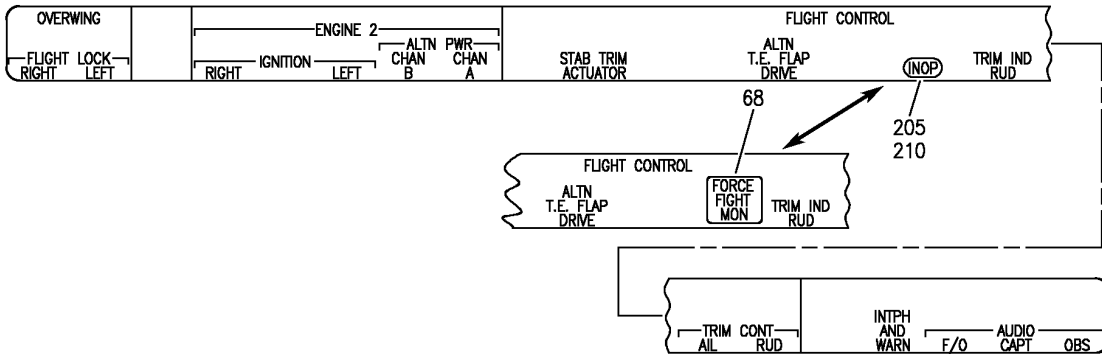 OVERWING
FLIGHT LOCK
RIGHT LEFT
ENGINE 2
IGNITION
RIGHT LEFT
ALTN PWR
CHAN CHAN
B A
FLIGHT CONTROL
STAB TRIM
ACTUATOR
ALTN
T.E. FLAP
DRIVE
INOP
TRIM IND
RUD
68
205
210
FLIGHT CONTROL
ALTN
T.E. FLAP
DRIVE
FORCE
FIGHT
MON
TRIM IND
RUD
TRIM CONT
AIL RUD
INTPH
AND
WARN
AUDIO
F/O CAPT OBS